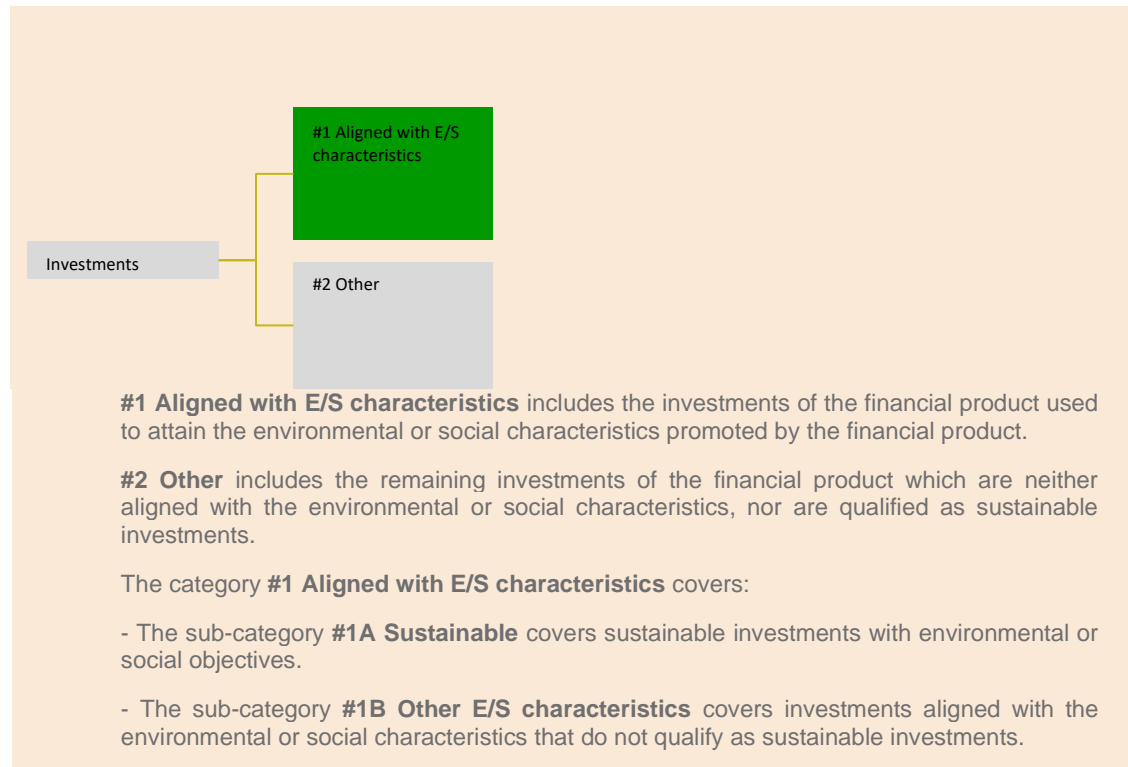 #1 Aligned with E/S
characteristics
Investments
#2 Other
#1 Aligned with E/S characteristics includes the investments of the financial product used
to attain the environmental or social characteristics promoted by the financial product.
#2 Other includes the remaining investments of the financial product which are neither
aligned with the environmental or social characteristics, nor are qualified as sustainable
investments.
The category #1 Aligned with E/S characteristics covers:
- The sub-category #1A Sustainable covers sustainable investments with environmental or
social objectives.
- The sub-category #1B Other E/S characteristics covers investments aligned with the
environmental or social characteristics that do not qualify as sustainable investments.